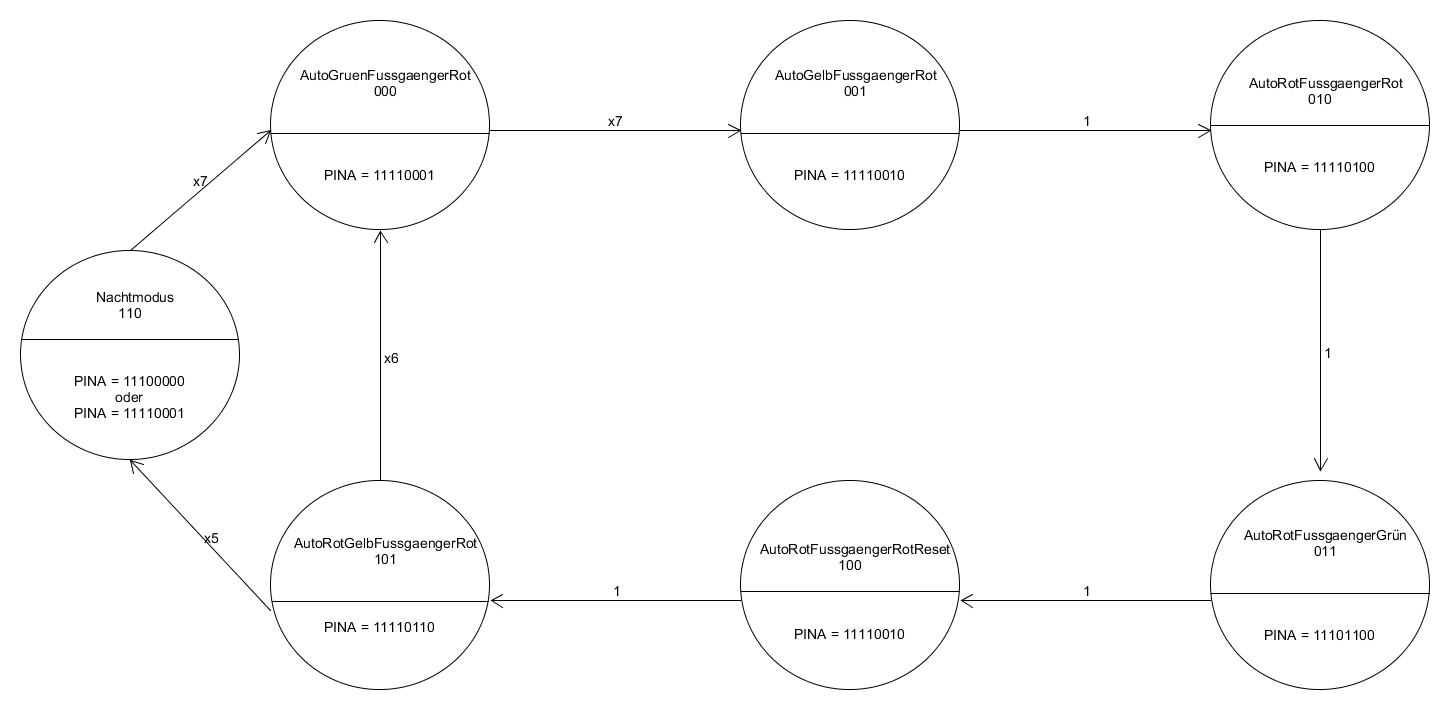 AutoGruenFussgaengerRot
000
PINA = 11110001
x7
AutoGelbFussgaengerRot
001
PINA = 11110010
1
AutoRotFussgaengerRot
010
PINA = 11110100
x7
Nachtmodus
110
PINA = 11100000
oder
PINA = 11110001
x6
1
x5
AutoRotGelbFussgaengerRot
101
PINA = 11110110
1
AutoRotFussgaengerRotReset
100
PINA = 11110010
1
AutoRotFussgaengerGrün
011
PINA = 11101100